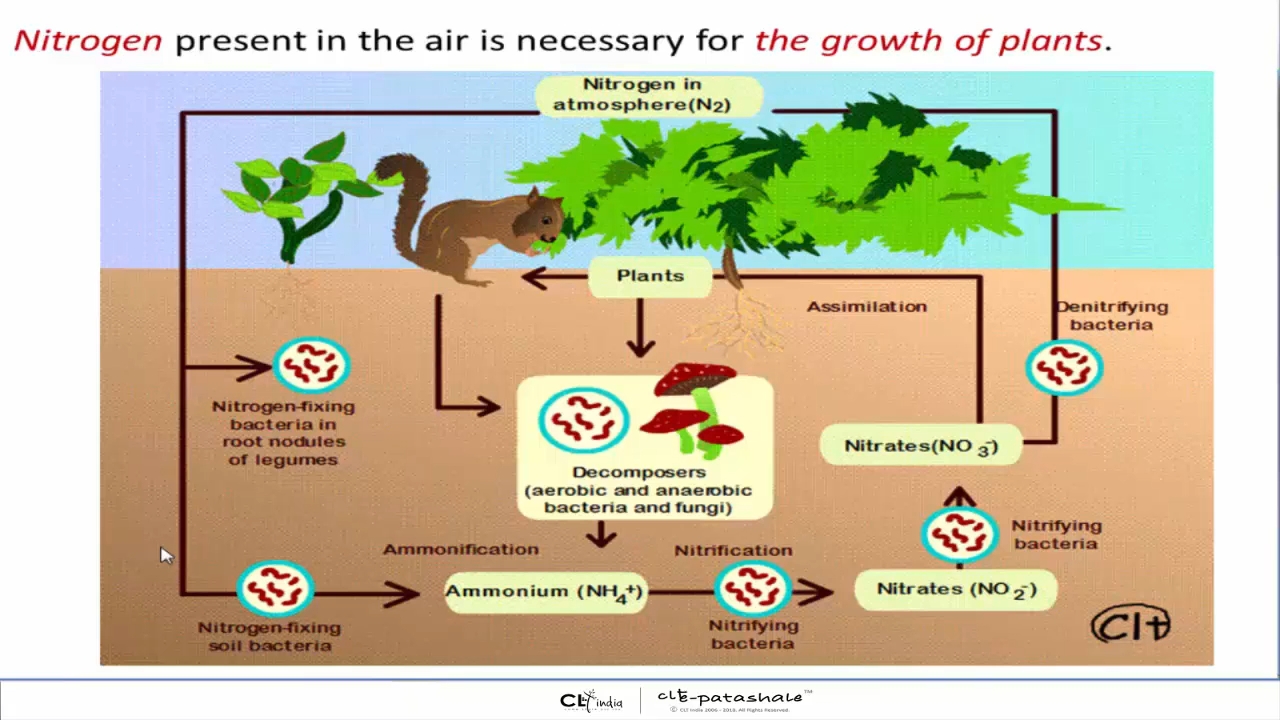 Nitrogen present in the air is necessary for the growth of plants.
Nitrogen in
atmosphere(N2)
Plants
Assimilation
Denitrifying
bacteria
Nitrogen-fixing
bacteria in
root nodules
of legumes
Nitrates(NO3-)
Decomposers
(aerobic and anaerobic
bacteria and fungi)
Nitrifying
bacteria
Ammonification
Nitrification
Ammonium (NH4+)
Nitrates (NO2-)
Nitrogen-fixing
soil bacteria
Nitrifying
bacteria
Clt
CLT india
clt e-patashale™